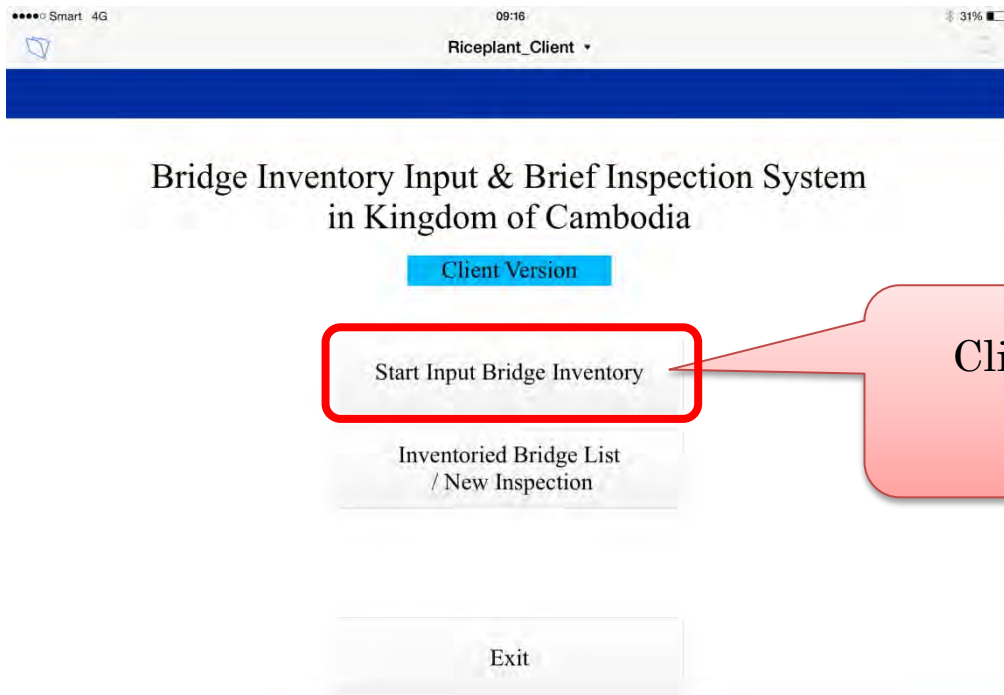 Smart 4G 09:16 31%
Riceplant_Client
Bridge Inventory Input & Brief Inspection System
in Kingdom of Cambodia
Client Version
Start Input Bridge Inventory
Inventoried Bridge List
/ New Inspection
Exit